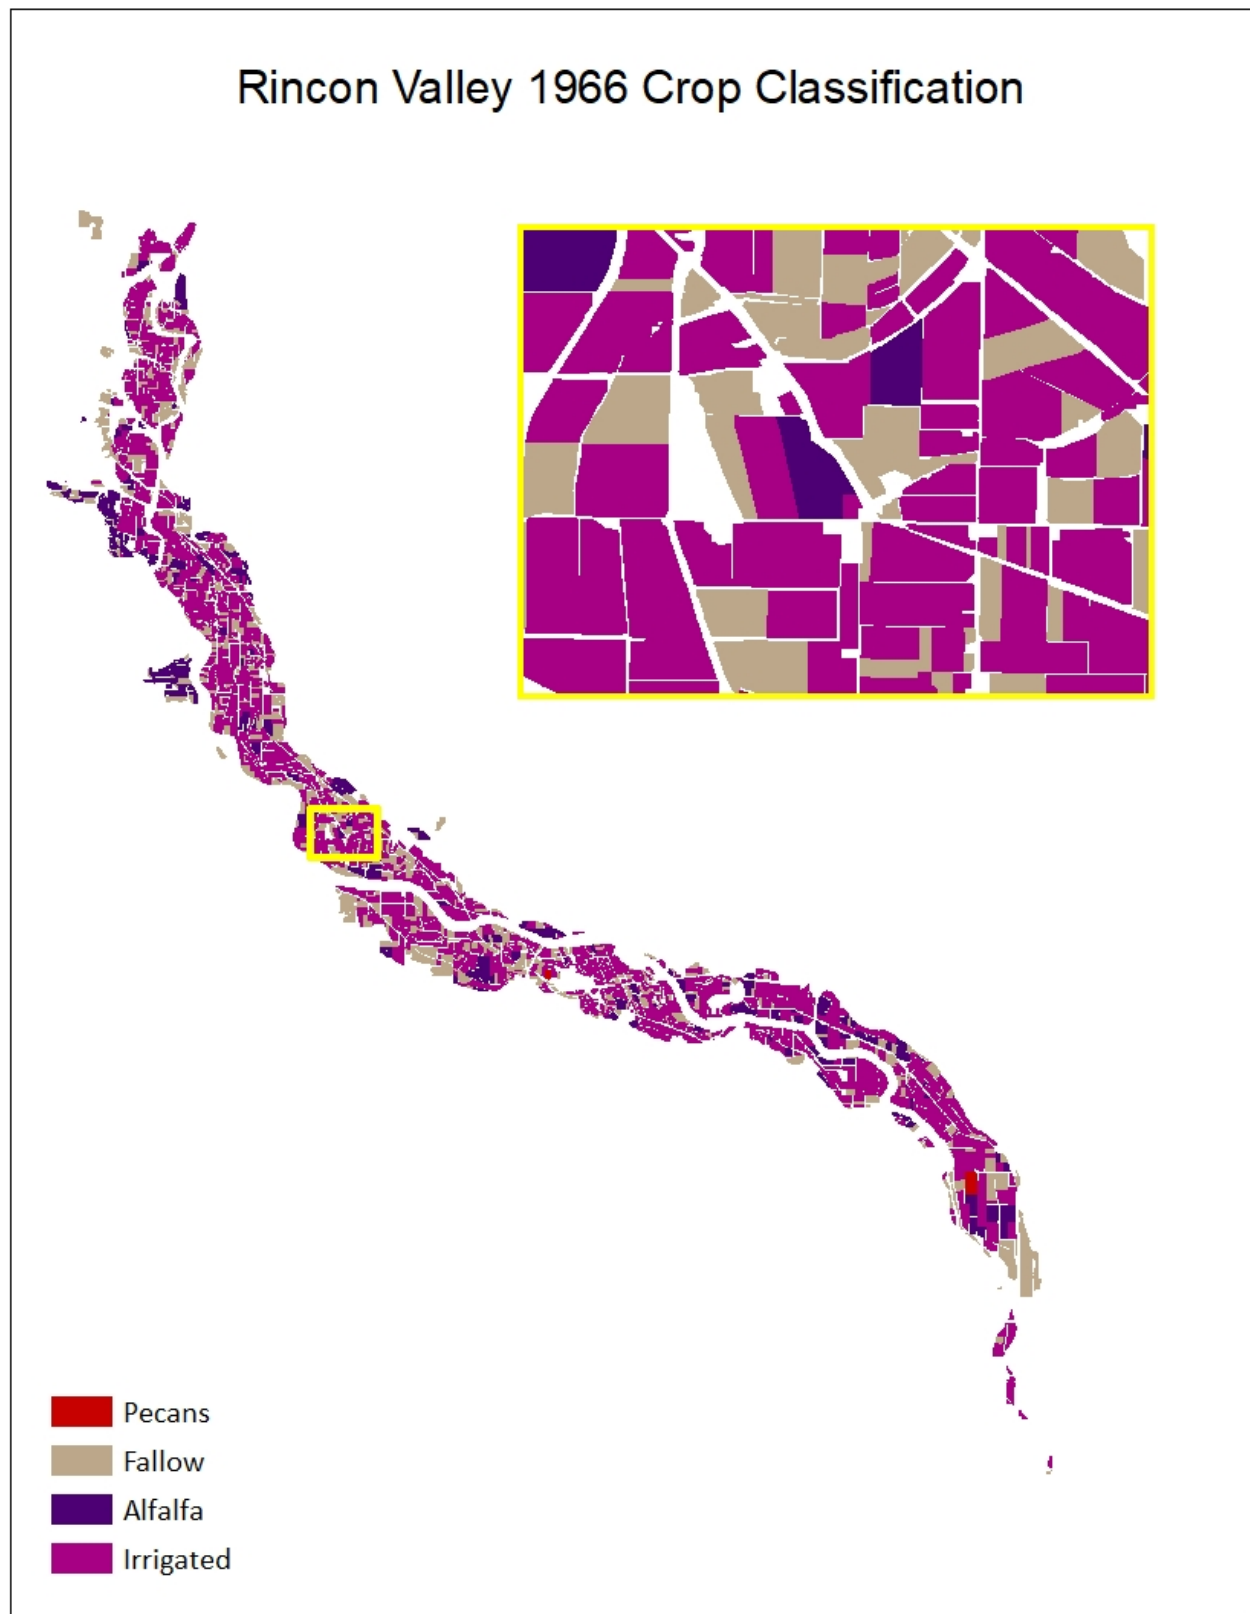 Rincon Valley 1966 Crop Classification
Pecans
Fallow
Alfalfa
Irrigated